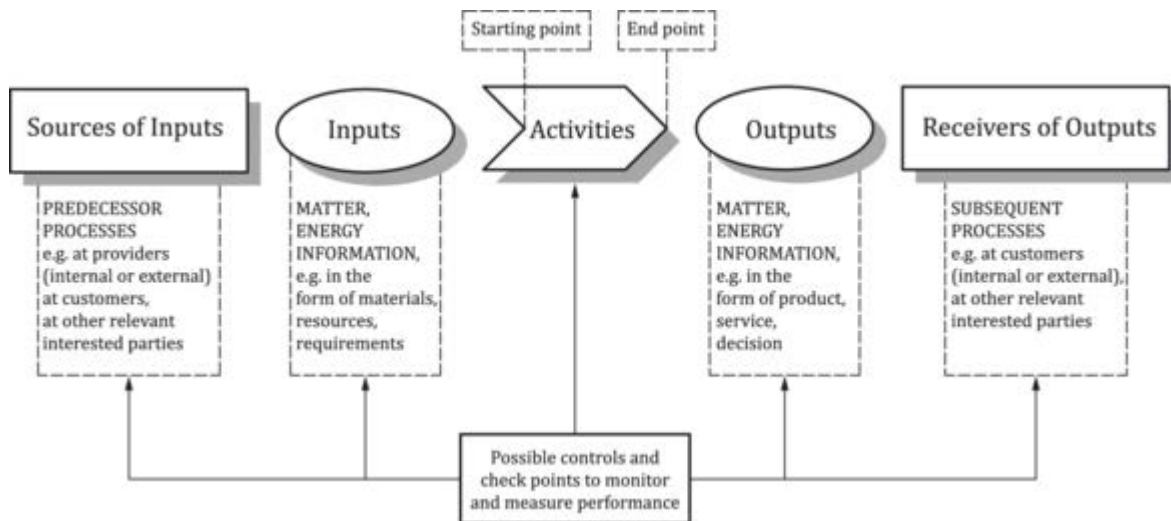 Starting point
End point
Sources of Inputs
Inputs
Activities
Outputs
Receivers of Outputs
PREDECESSOR
PROCESSES
e.g. at providers
(internal or external)
at customers,
at other relevant
interested parties
MATTER,
ENERGY
INFORMATION,
e.g. in the
form of materials,
resources,
requirements
MATTER,
ENERGY
INFORMATION,
e.g. in the
form of product,
service,
decision
SUBSEQUENT
PROCESSES
e.g. at customers
(internal or external),
at other relevant
interested parties
Possible controls and
check points to monitor
and measure performance